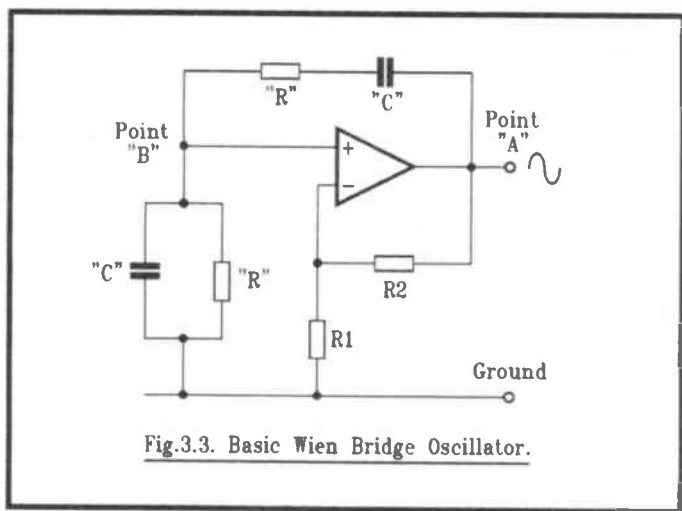 "R"
"C"
Point
"B"
Point
"A"
+
−
"C"
"R"
R2
R1
Ground
Fig.3.3. Basic Wien Bridge Oscillator.